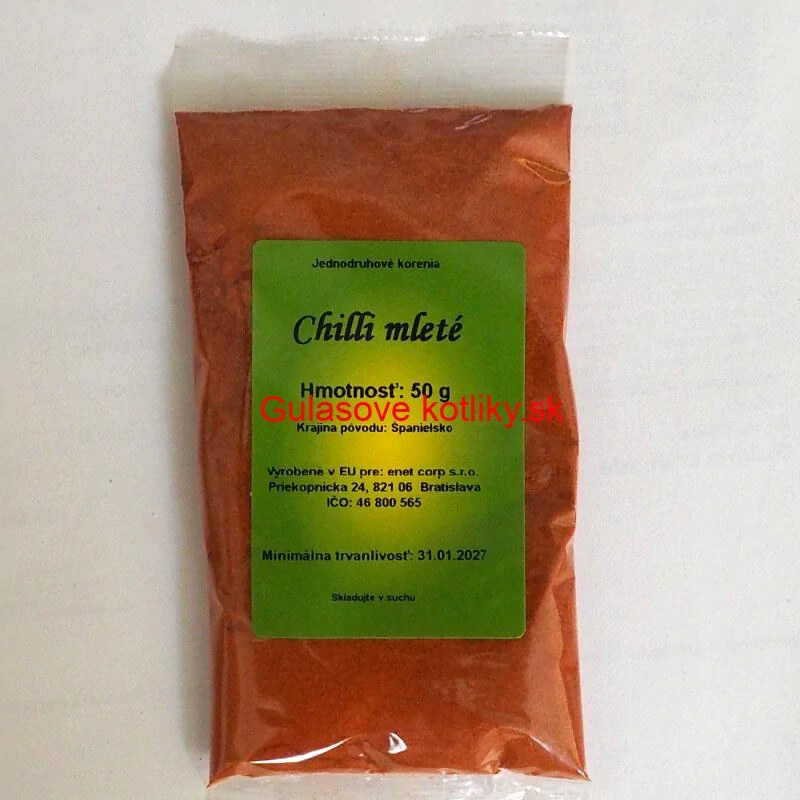 Jednodruhové korenia
Chilli mleté
Hmotnosť: 50 g
Gulasove kotliky.sk
Krajina pôvodu: Španielsko
Vyrobene v EU pre: enet corp s.r.o.
Priekopnicka 24, 821 06 Bratislava
IČO: 46 800 565
Minimálna trvanlivosť: 31.01.2027
Skladujte v suchu